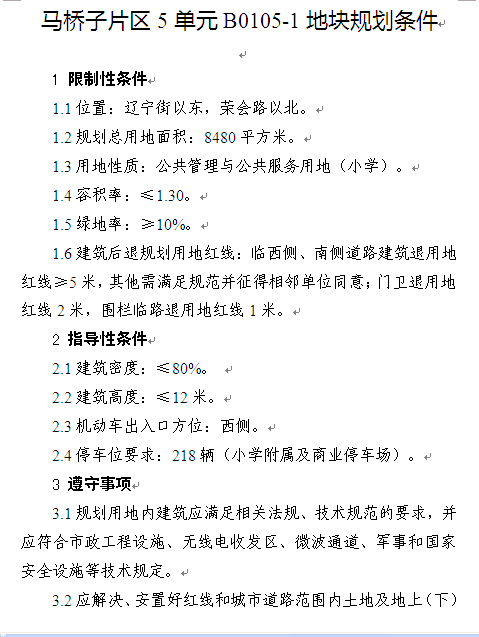 马桥子片区 5 单元 B0105-1 地块规划条件
1 限制性条件
1.1 位置：辽宁街以东，荣会路以北。
1.2 规划总用地面积：8480 平方米。
1.3 用地性质：公共管理与公共服务用地（小学）。
1.4 容积率：≤1.30。
1.5 绿地率：≥10%。
1.6 建筑后退规划用地红线：临西侧、南侧道路建筑退用地
红线≥5 米，其他需满足规范并征得相邻单位同意；门卫退用地
红线 2 米，围栏临路退用地红线 1 米。
2 指导性条件
2.1 建筑密度：≤80%。
2.2 建筑高度：≤12 米。
2.3 机动车出入口方位：西侧。
2.4 停车位要求：218 辆（小学附属及商业停车场）。
3 遵守事项
3.1 规划用地内建筑应满足相关法规、技术规范的要求，并
应符合市政工程设施、无线电收发区、微波通道、军事和国家
安全设施等技术规定。
3.2 应解决、安置好红线和城市道路范围内土地及地上（下）